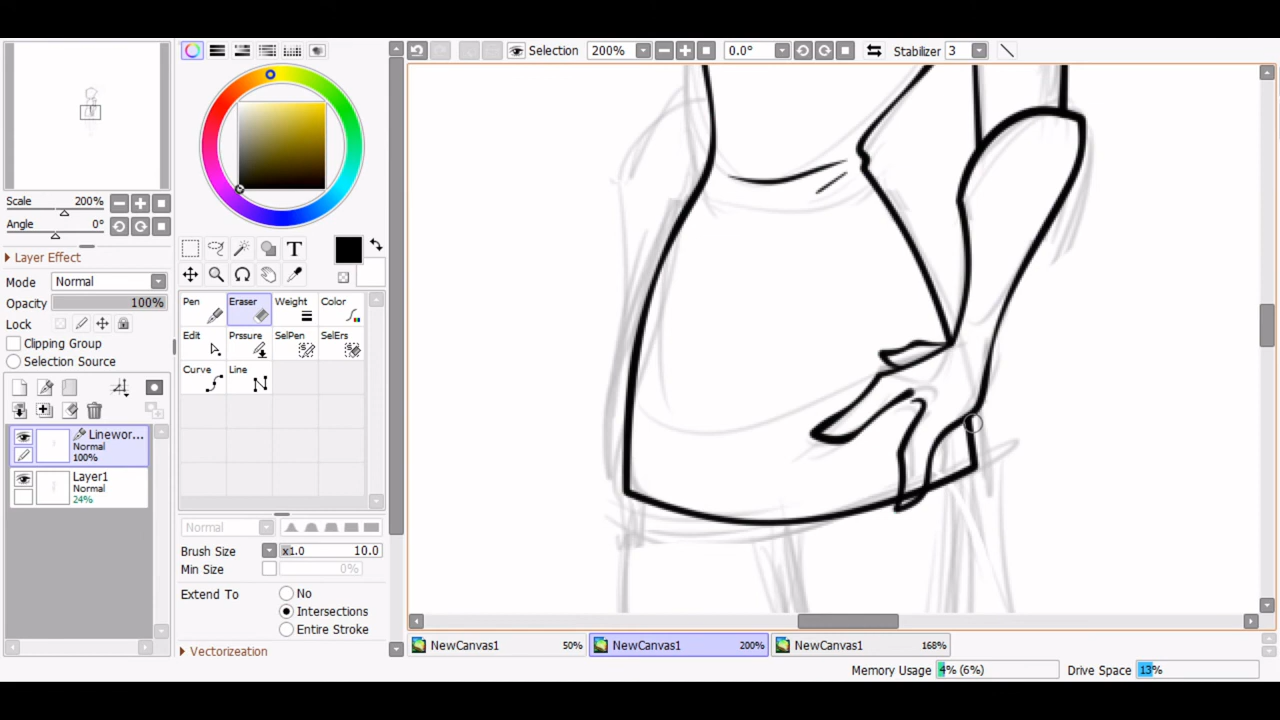 Selection 200% 0.0° Stabilizer 3
Scale 200%
Angle 0°
Layer Effect
Mode Normal
Opacity 100%
Lock
Clipping Group
Selection Source
Linewor...
Normal
100%
Layer1
Normal
24%
T
Pen Eraser Weight Color
Edit Prssure SelPen SelErs
Curve Line
Normal
Brush Size x1.0 10.0
Min Size 0%
Extend To No
Intersections
Entire Stroke
Vectorizeation
NewCanvas1 50% NewCanvas1 200% NewCanvas1 168%
Memory Usage 4% (6%) Drive Space 13%